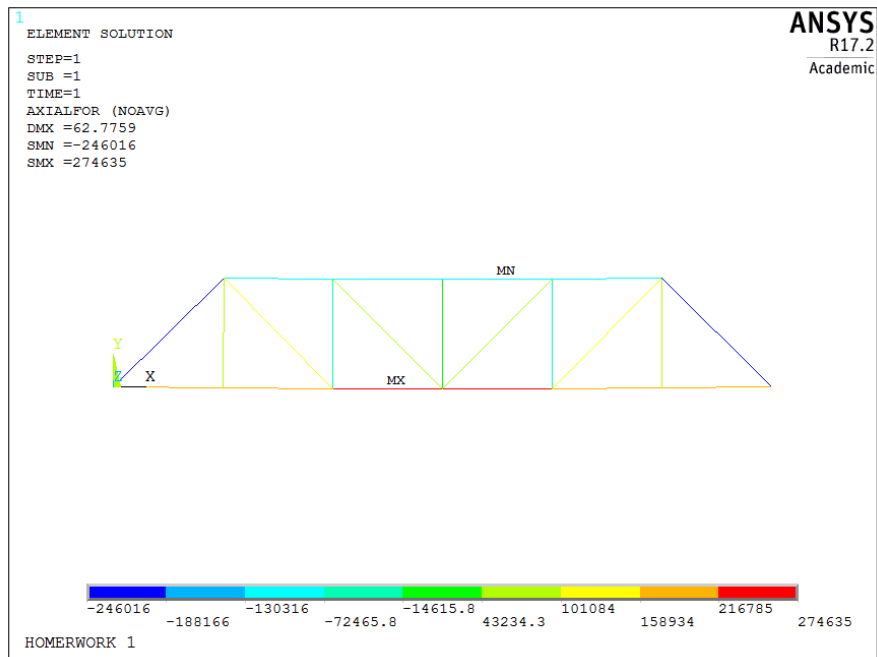 1
ELEMENT SOLUTION
STEP=1
SUB =1
TIME=1
AXIALFOR (NOAVG)
DMX =62.7759
SMN =-246016
SMX =274635
ANSYS
R17.2
Academic
MN
Y
Z X
MX
-246016 -130316 -14615.8 101084 216785
-188166 -72465.8 43234.3 158934 274635
HOMERWORK 1